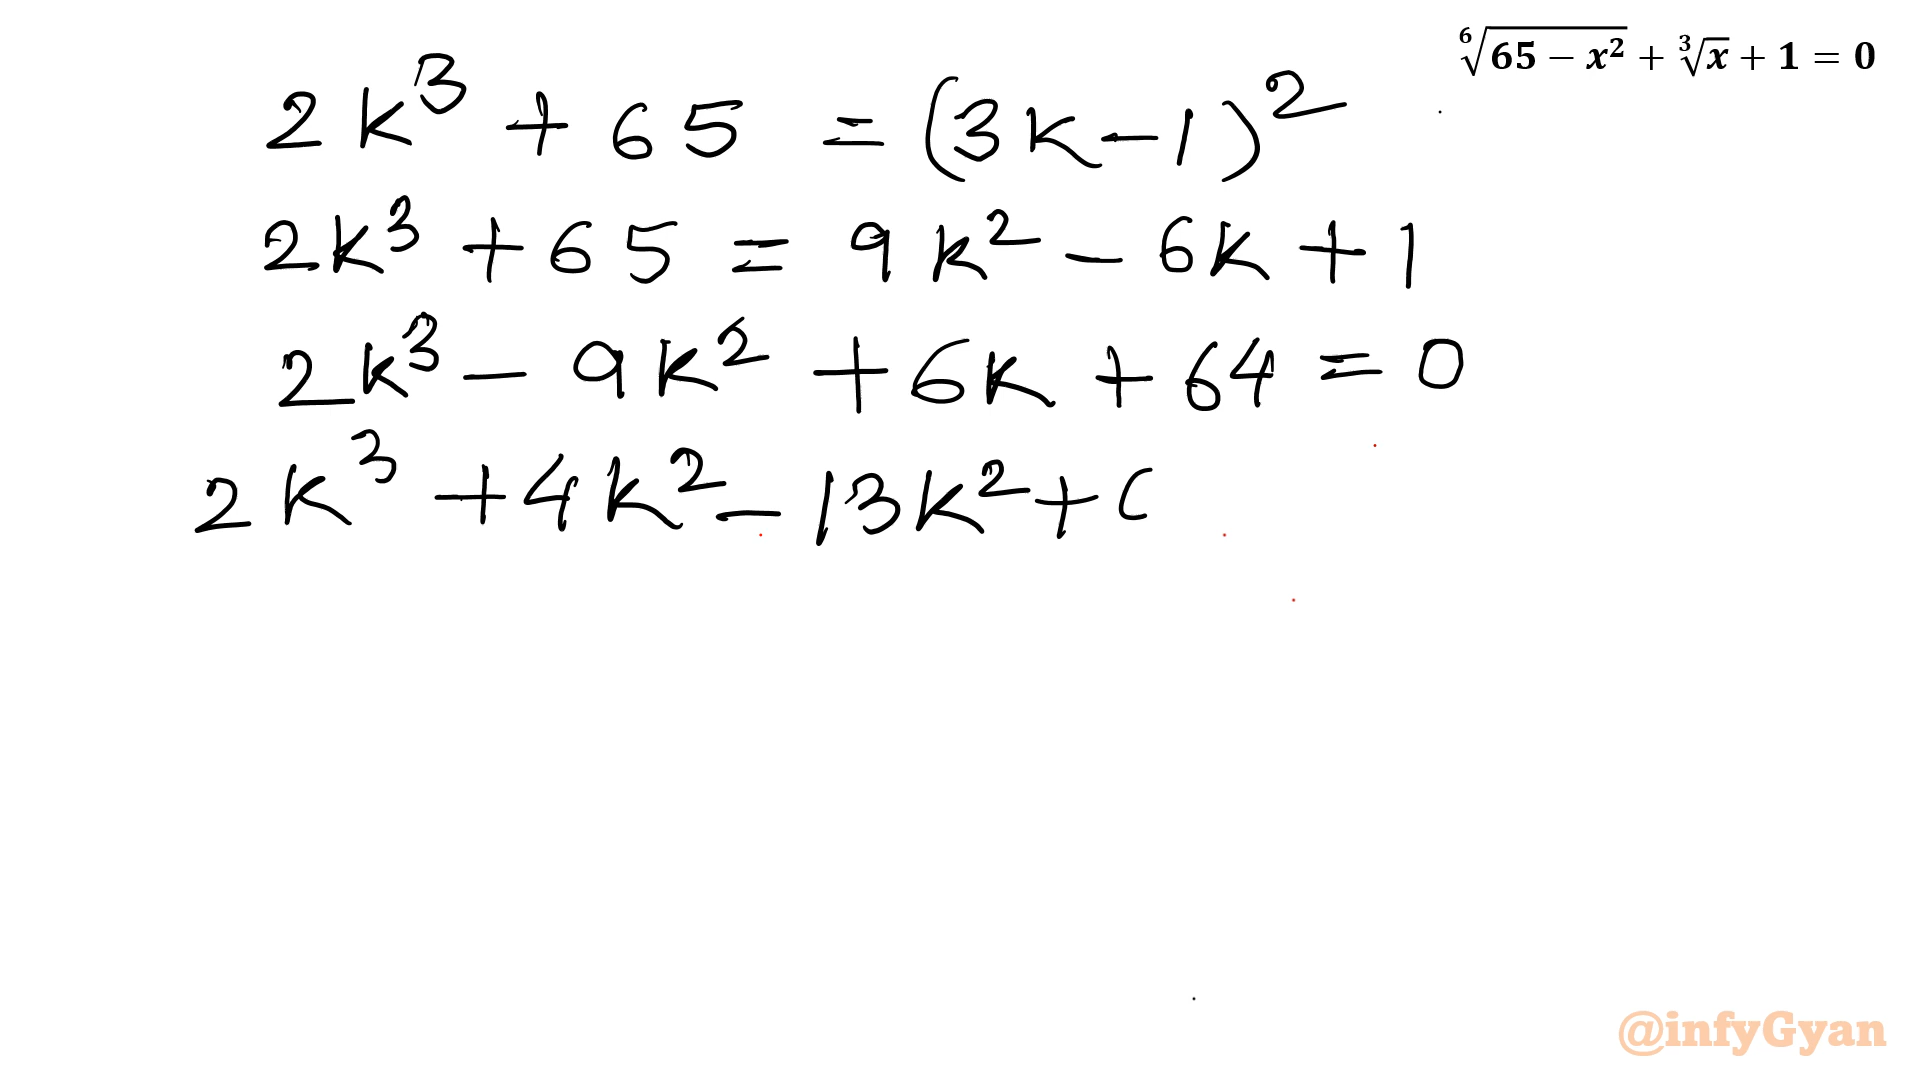 ⁶√(65 − x²) + ³√x + 1 = 0
2k³ + 65 = (3k − 1)²
2k³ + 65 = 9k² − 6k + 1
2k³ − 9k² + 6k + 64 = 0
2k³ + 4k² − 13k² +
@infyGyan